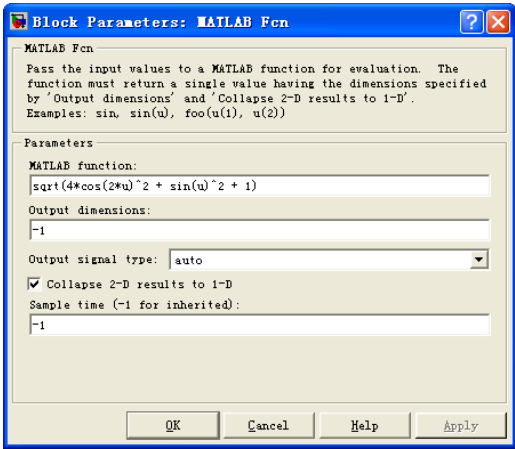 Block Parameters: MATLAB Fcn
MATLAB Fcn
Pass the input values to a MATLAB function for evaluation. The
function must return a single value having the dimensions specified
by 'Output dimensions' and 'Collapse 2-D results to 1-D'.
Examples: sin, sin(u), foo(u(1), u(2))
Parameters
MATLAB function:
sqrt(4*cos(2*u)^2 + sin(u)^2 + 1)
Output dimensions:
-1
Output signal type: auto
Collapse 2-D results to 1-D
Sample time (-1 for inherited):
-1
OK Cancel Help Apply